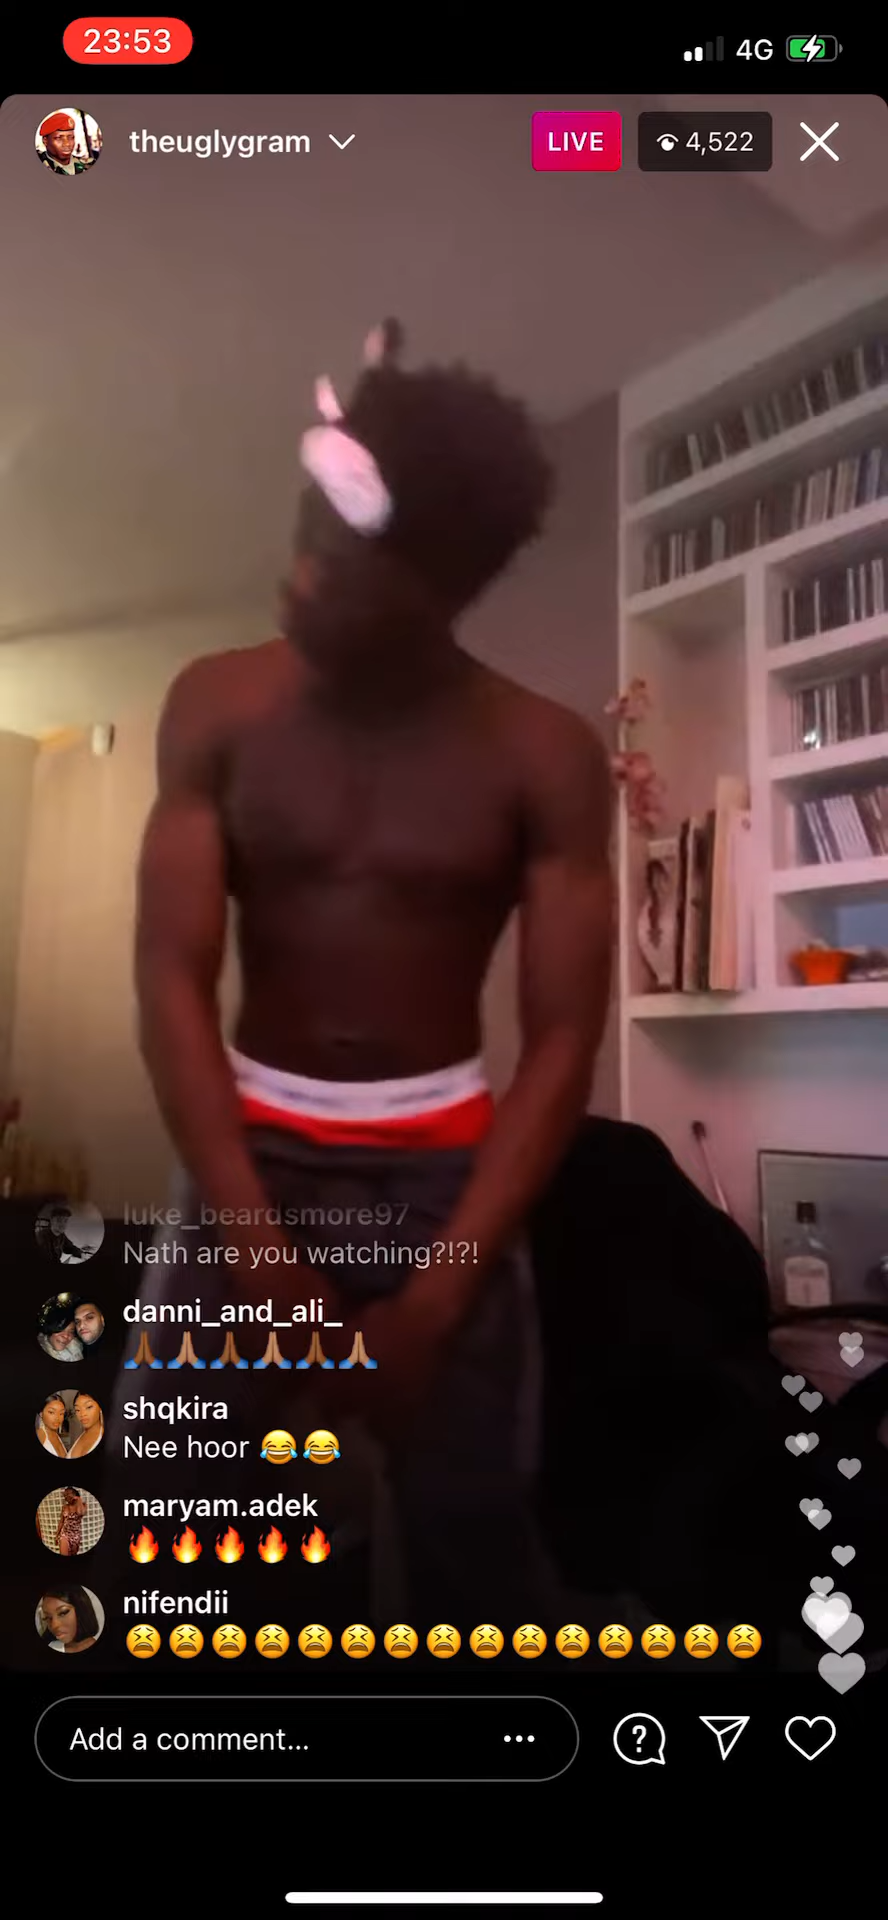 23:53
4G
theuglygram
LIVE
4,522
luke_beardsmore97
Nath are you watching?!?!
danni_and_ali_
🙏🏾🙏🏼🙏🏾🙏🏼🙏🏾🙏🏼
shqkira
Nee hoor 😂😂
maryam.adek
🔥🔥🔥🔥🔥
nifendii
😫😫😫😫😫😫😫😫😫😫😫😫😫😫😫
Add a comment...